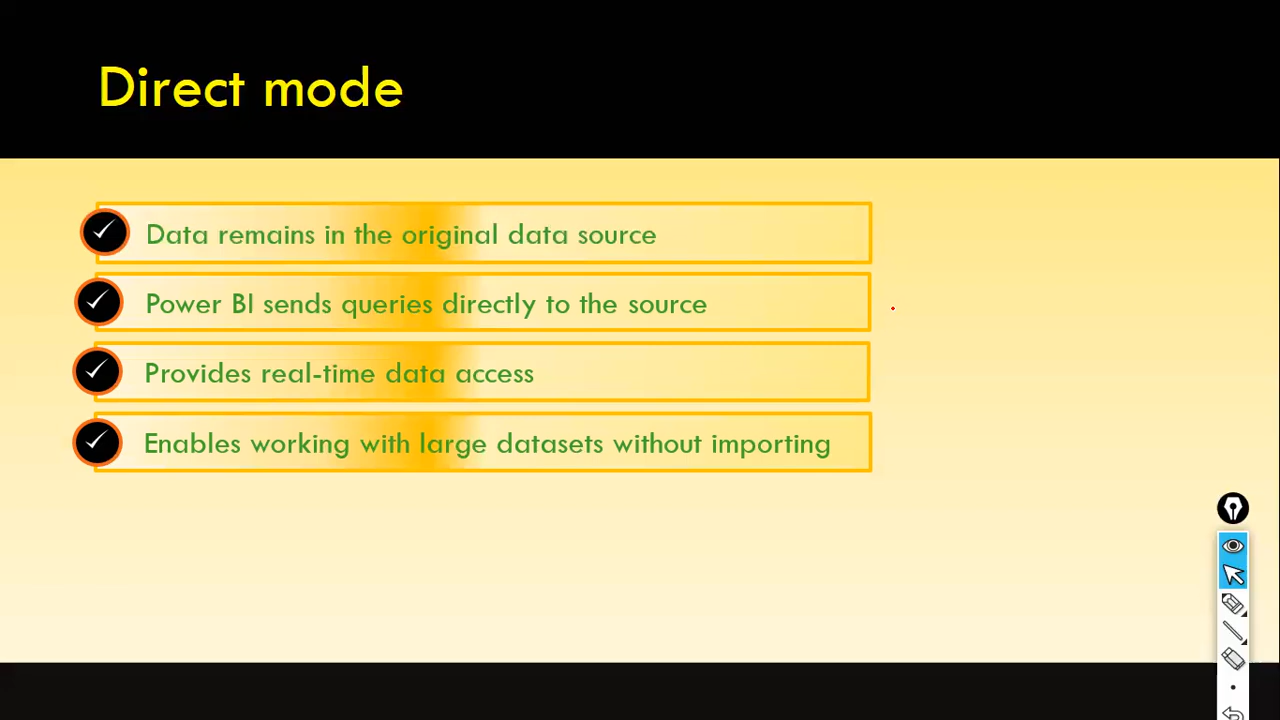 Direct mode
Data remains in the original data source
Power BI sends queries directly to the source
Provides real-time data access
Enables working with large datasets without importing